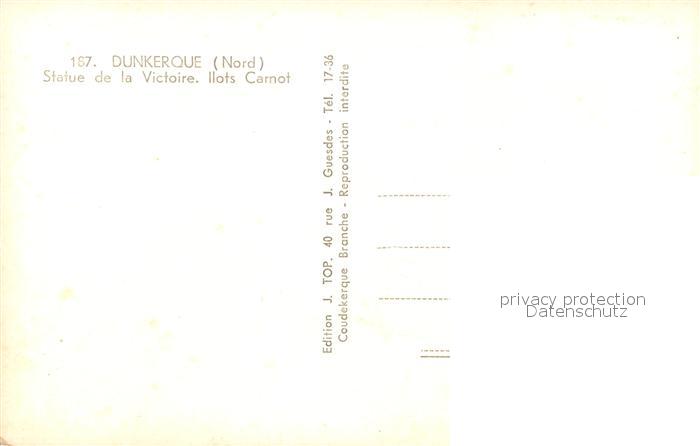 187. DUNKERQUE (Nord)
Statue de la Victoire. Ilots Carnot
Edition J. TOP. 40 rue J. Guesdes - Tél. 17-36
Coudekerque Branche - Reproduction interdite
privacy protection
Datenschutz